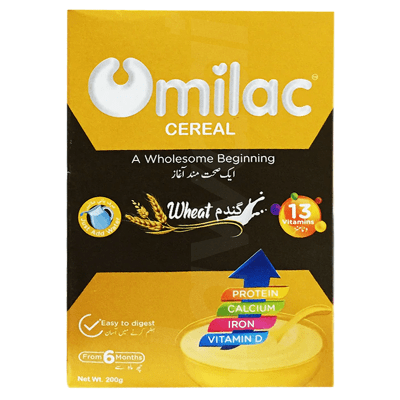 Omilac
CEREAL
A Wholesome Beginning
ایک صحت مند آغاز
Wheat گندم
13
Vitamins
وٹامنز
PROTEIN
CALCIUM
IRON
VITAMIN D
Easy to digest
From 6 Months
Net Wt. 200g